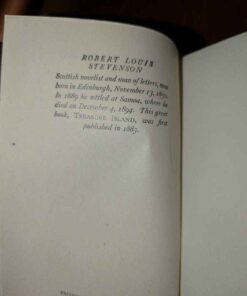 ROBERT LOUIS
STEVENSON
Scottish novelist and man of letters, was
born in Edinburgh, November 13, 1850.
In 1889 he settled at Samoa, where he
died on December 4, 1894. This great
book, TREASURE ISLAND, was first
published in 1887.